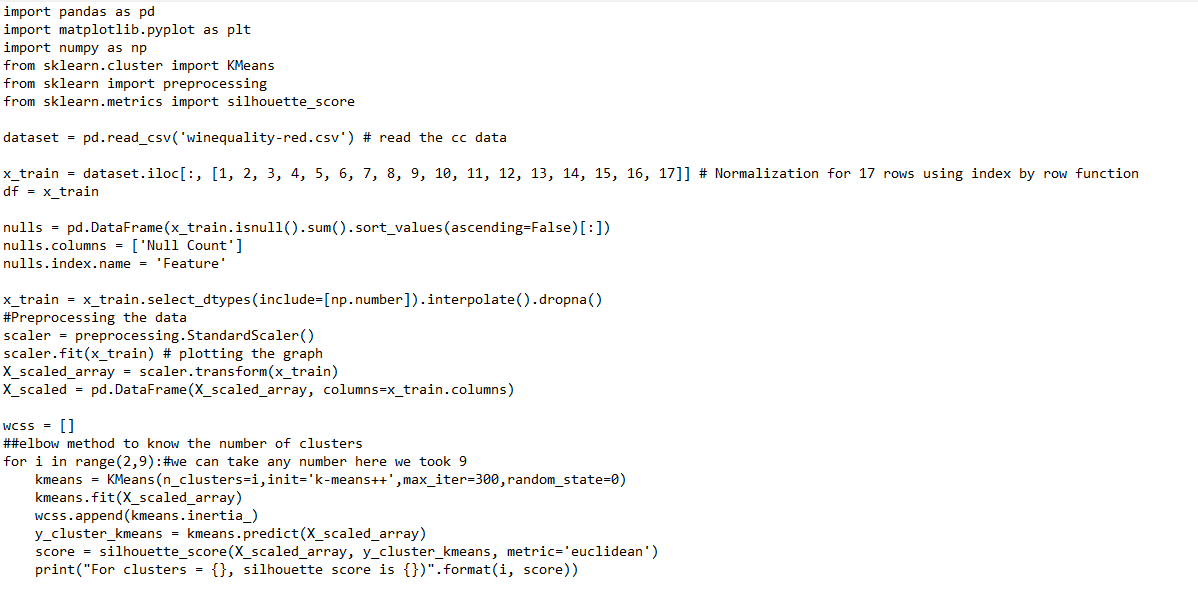 import pandas as pd
import matplotlib.pyplot as plt
import numpy as np
from sklearn.cluster import KMeans
from sklearn import preprocessing
from sklearn.metrics import silhouette_score

dataset = pd.read_csv('winequality-red.csv') # read the cc data

x_train = dataset.iloc[:, [1, 2, 3, 4, 5, 6, 7, 8, 9, 10, 11, 12, 13, 14, 15, 16, 17]] # Normalization for 17 rows using index by row function
df = x_train

nulls = pd.DataFrame(x_train.isnull().sum().sort_values(ascending=False)[:])
nulls.columns = ['Null Count']
nulls.index.name = 'Feature'

x_train = x_train.select_dtypes(include=[np.number]).interpolate().dropna()
#Preprocessing the data
scaler = preprocessing.StandardScaler()
scaler.fit(x_train) # plotting the graph
X_scaled_array = scaler.transform(x_train)
X_scaled = pd.DataFrame(X_scaled_array, columns=x_train.columns)

wcss = []
##elbow method to know the number of clusters
for i in range(2,9):#we can take any number here we took 9
    kmeans = KMeans(n_clusters=i,init='k-means++',max_iter=300,random_state=0)
    kmeans.fit(X_scaled_array)
    wcss.append(kmeans.inertia_)
    y_cluster_kmeans = kmeans.predict(X_scaled_array)
    score = silhouette_score(X_scaled_array, y_cluster_kmeans, metric='euclidean')
    print("For clusters = {}, silhouette score is {})".format(i, score))